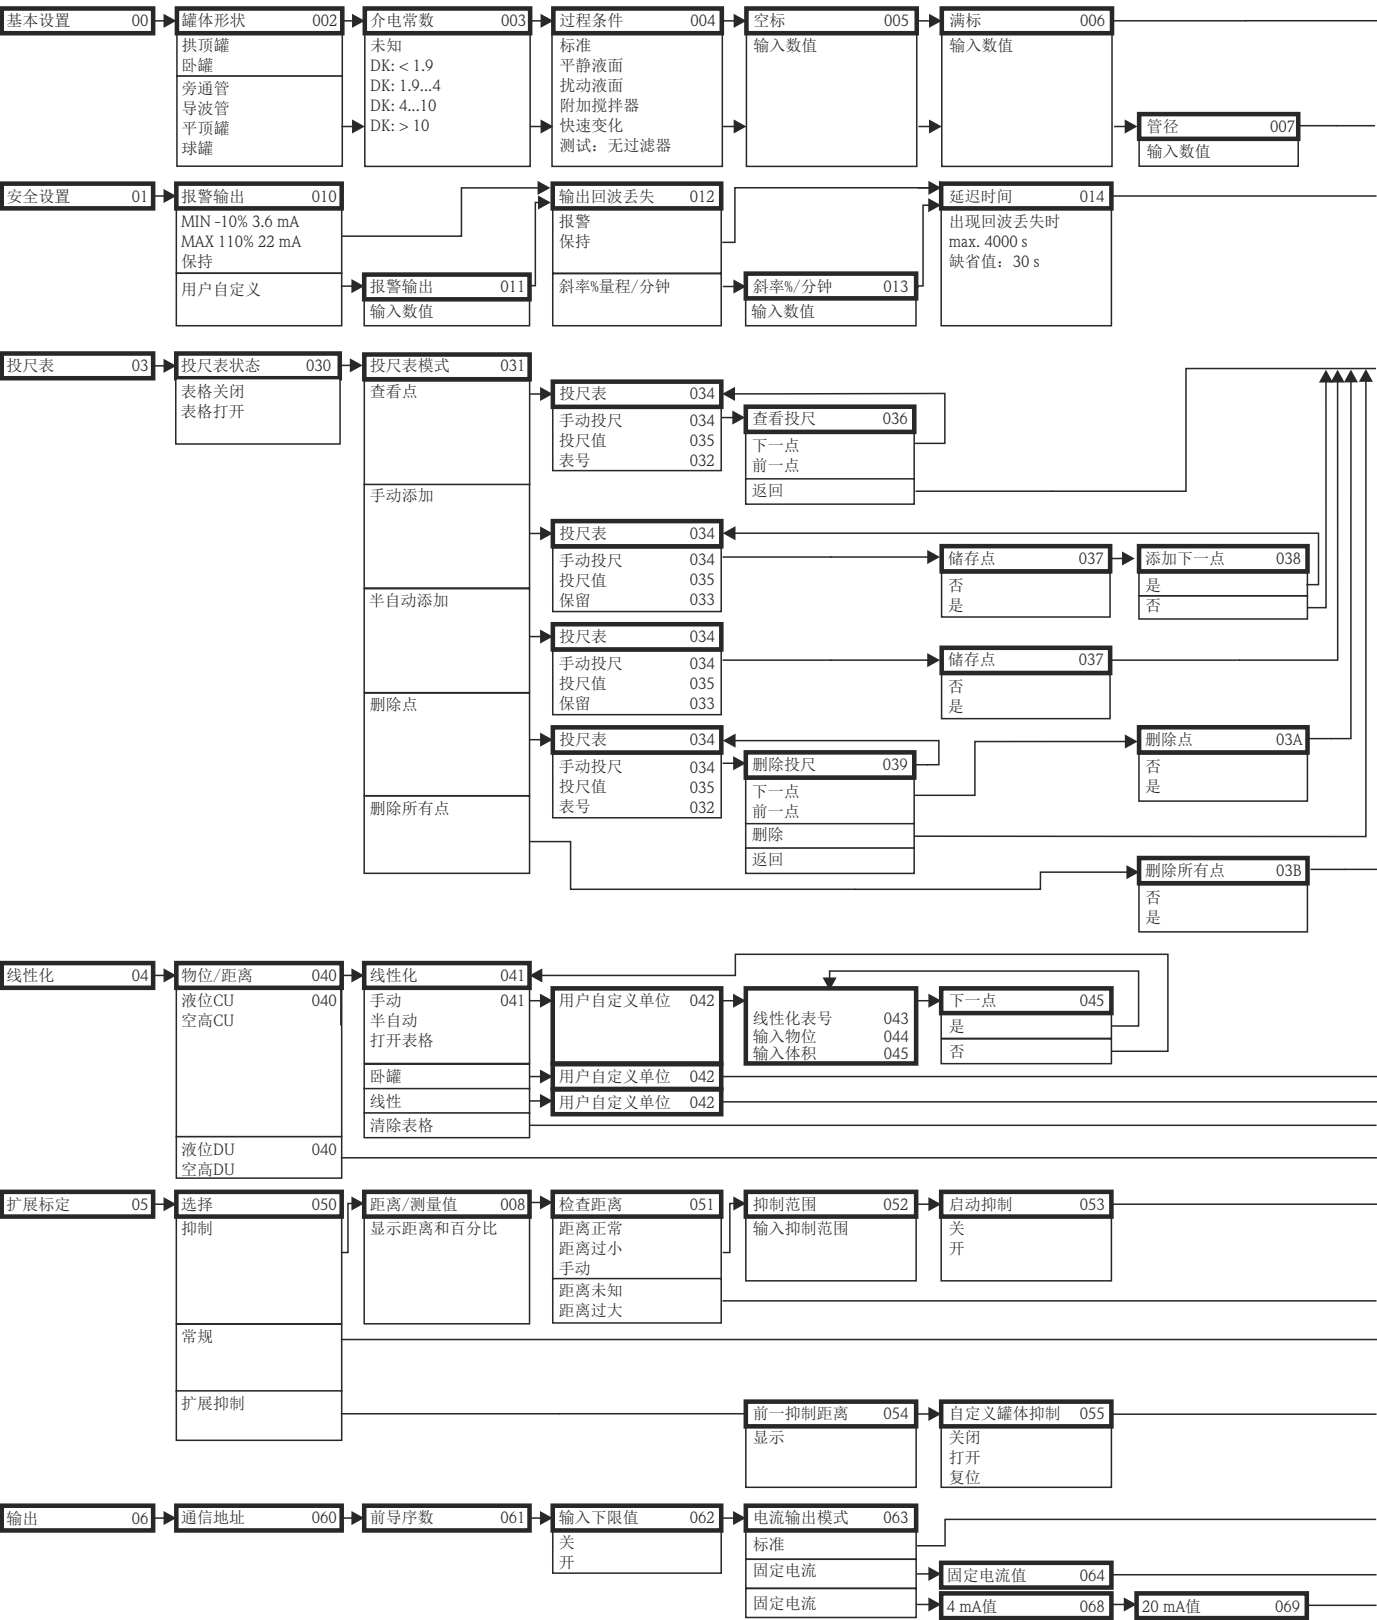 基本设置 00
罐体形状 002
拱顶罐
卧罐
旁通管
导波管
平顶罐
球罐
介电常数 003
未知
DK: < 1.9
DK: 1.9...4
DK: 4...10
DK: > 10
过程条件 004
标准
平静液面
扰动液面
附加搅拌器
快速变化
测试：无过滤器
空标 005
输入数值
满标 006
输入数值
管径 007
输入数值
安全设置 01
报警输出 010
MIN -10% 3.6 mA
MAX 110% 22 mA
保持
用户自定义
报警输出 011
输入数值
输出回波丢失 012
报警
保持
斜率%量程/分钟
斜率%/分钟 013
输入数值
延迟时间 014
出现回波丢失时
max. 4000 s
缺省值：30 s
投尺表 03
投尺表状态 030
表格关闭
表格打开
投尺表模式 031
查看点
投尺表 034
手动投尺 034
投尺值 035
表号 032
查看投尺 036
下一点
前一点
返回
手动添加
投尺表 034
手动投尺 034
投尺值 035
保留 033
储存点 037
否
是
添加下一点 038
是
否
半自动添加
投尺表 034
手动投尺 034
投尺值 035
保留 033
储存点 037
否
是
删除点
投尺表 034
手动投尺 034
投尺值 035
表号 032
删除投尺 039
下一点
前一点
删除
返回
删除点 03A
否
是
删除所有点
删除所有点 03B
否
是
线性化 04
物位/距离 040
液位CU 040
空高CU
液位DU 040
空高DU
线性化 041
手动 041
半自动
打开表格
卧罐
线性
清除表格
用户自定义单位 042
用户自定义单位 042
用户自定义单位 042
线性化表号 043
输入物位 044
输入体积 045
下一点 045
是
否
扩展标定 05
选择 050
抑制
常规
扩展抑制
距离/测量值 008
显示距离和百分比
检查距离 051
距离正常
距离过小
手动
距离未知
距离过大
抑制范围 052
输入抑制范围
启动抑制 053
关
开
前一抑制距离 054
显示
自定义罐体抑制 055
关闭
打开
复位
输出 06
通信地址 060
前导序数 061
输入下限值 062
关
开
电流输出模式 063
标准
固定电流
固定电流
固定电流值 064
4 mA值 068
20 mA值 069